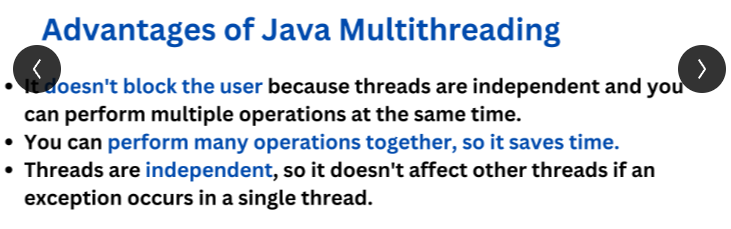 Advantages of Java Multithreading
• It doesn't block the user because threads are independent and you
can perform multiple operations at the same time.
• You can perform many operations together, so it saves time.
• Threads are independent, so it doesn't affect other threads if an
exception occurs in a single thread.